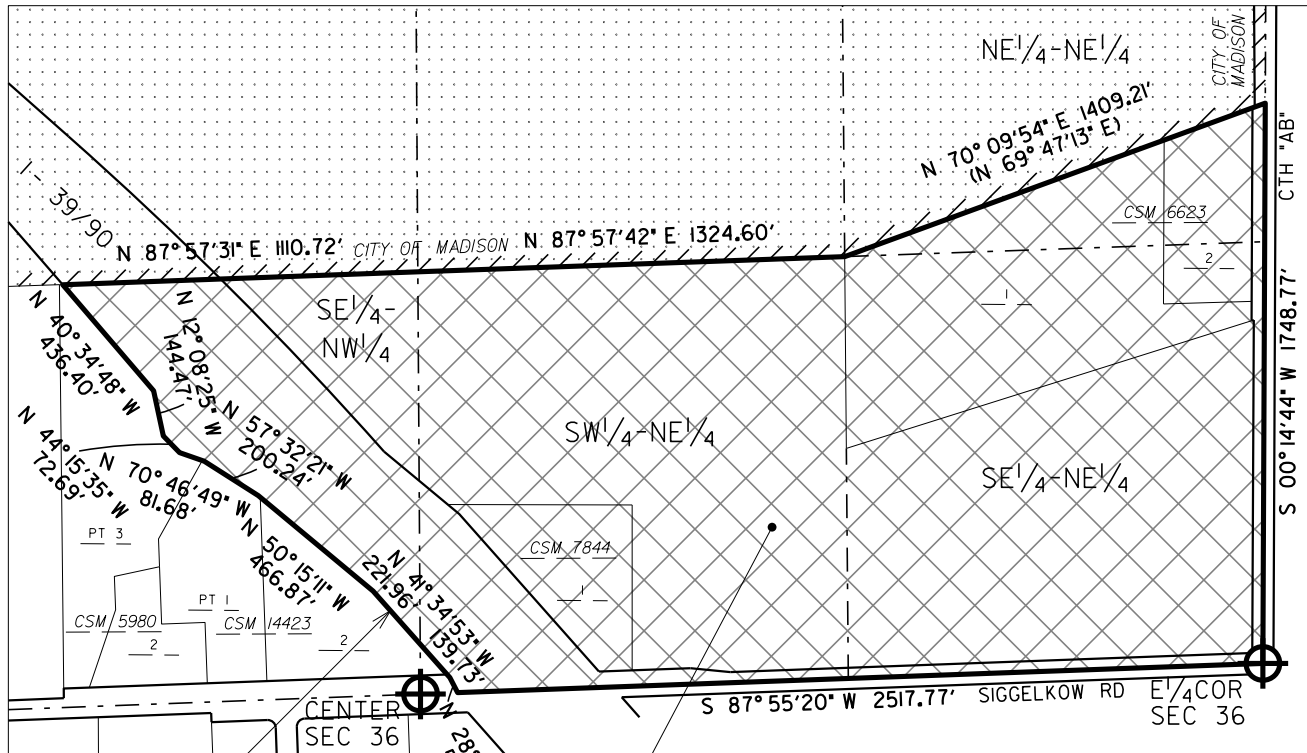 NE¼-NE¼
CITY OF
MADISON
N 70°09'54" E 1409.21'
(N 69°47'13" E)
CTH "AB"
I- 39/90
CSM 6623
2
N 87°57'31" E 1110.72'
CITY OF MADISON
N 87°57'42" E 1324.60'
1
SE¼-
NW¼
N 40°34'48" W
436.40'
N 12°08'25" W
144.47'
S 00°14'44" W 1748.77'
SW¼-NE¼
SE¼-NE¼
N 57°32'21" W
200.24'
N 44°15'35" W
72.69'
N 70°46'49" W
81.68'
PT 3
N 50°15'11" W
466.87'
CSM 7844
1
N 41°34'53" W
221.96'
139.73'
PT 1
CSM 5980
2
CSM 14423
2
CENTER
SEC 36
S 87°55'20" W 2517.77'
SIGGELKOW RD
E¼COR
SEC 36
N 28°